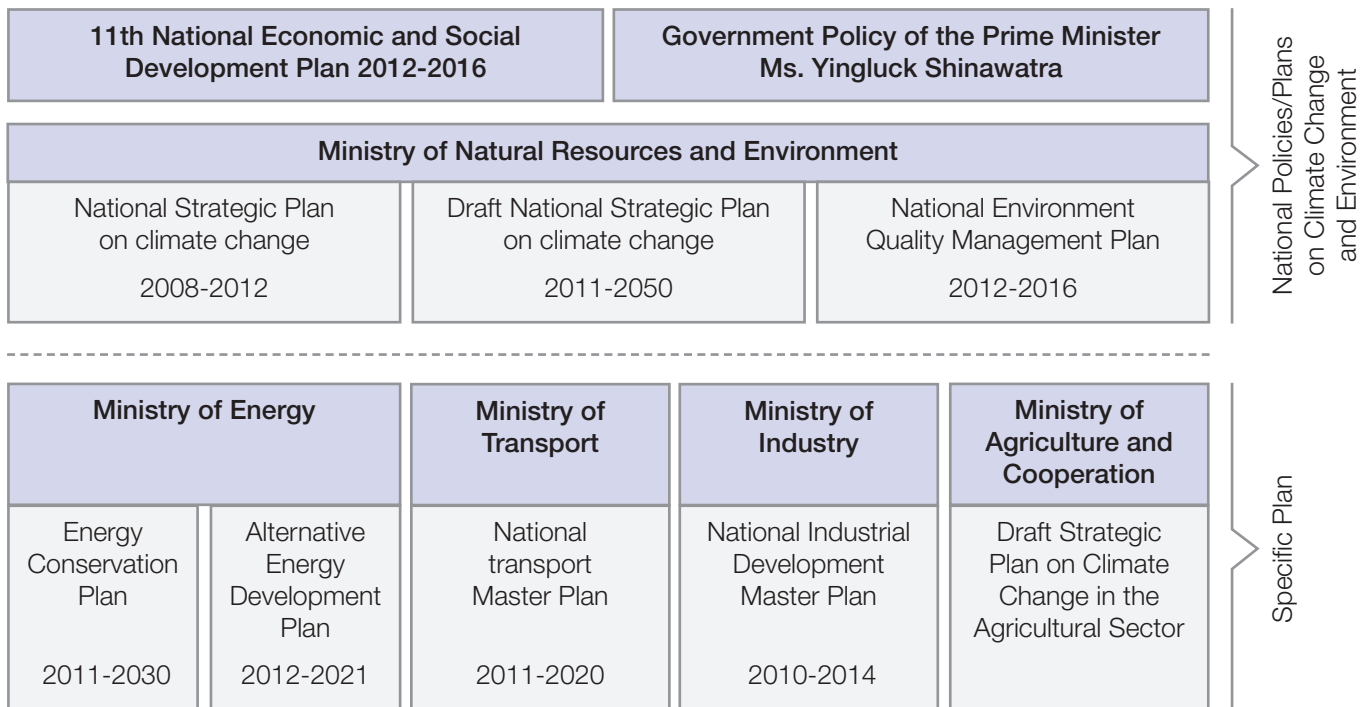 11th National Economic and Social
Development Plan 2012-2016
Government Policy of the Prime Minister
Ms. Yingluck Shinawatra
Ministry of Natural Resources and Environment
National Strategic Plan
on climate change
2008-2012
Draft National Strategic Plan
on climate change
2011-2050
National Environment
Quality Management Plan
2012-2016
National Policies/Plans
on Climate Change
and Environment
Ministry of Energy
Energy
Conservation
Plan
2011-2030
Alternative
Energy
Development
Plan
2012-2021
Ministry of
Transport
National
transport
Master Plan
2011-2020
Ministry of
Industry
National Industrial
Development
Master Plan
2010-2014
Ministry of
Agriculture and
Cooperation
Draft Strategic
Plan on Climate
Change in the
Agricultural Sector
Specific Plan